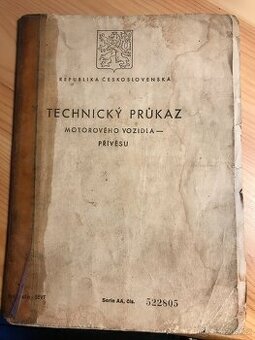 REPUBLIKA ČESKOSLOVENSKÁ
TECHNICKÝ PRŮKAZ
MOTOROVÉHO VOZIDLA —
PŘÍVĚSU
Serie AA, čís. 522805